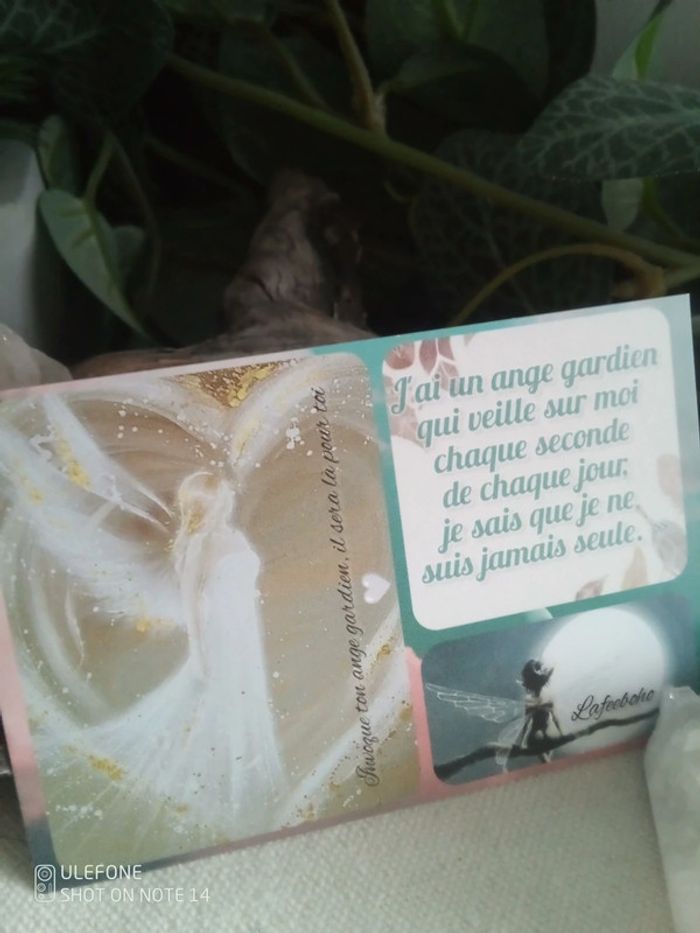 Invoque ton ange gardien, il sera là pour toi
J'ai un ange gardien
qui veille sur moi
chaque seconde
de chaque jour,
je sais que je ne
suis jamais seule.
Lafeeboho
ULEFONE
SHOT ON NOTE 14